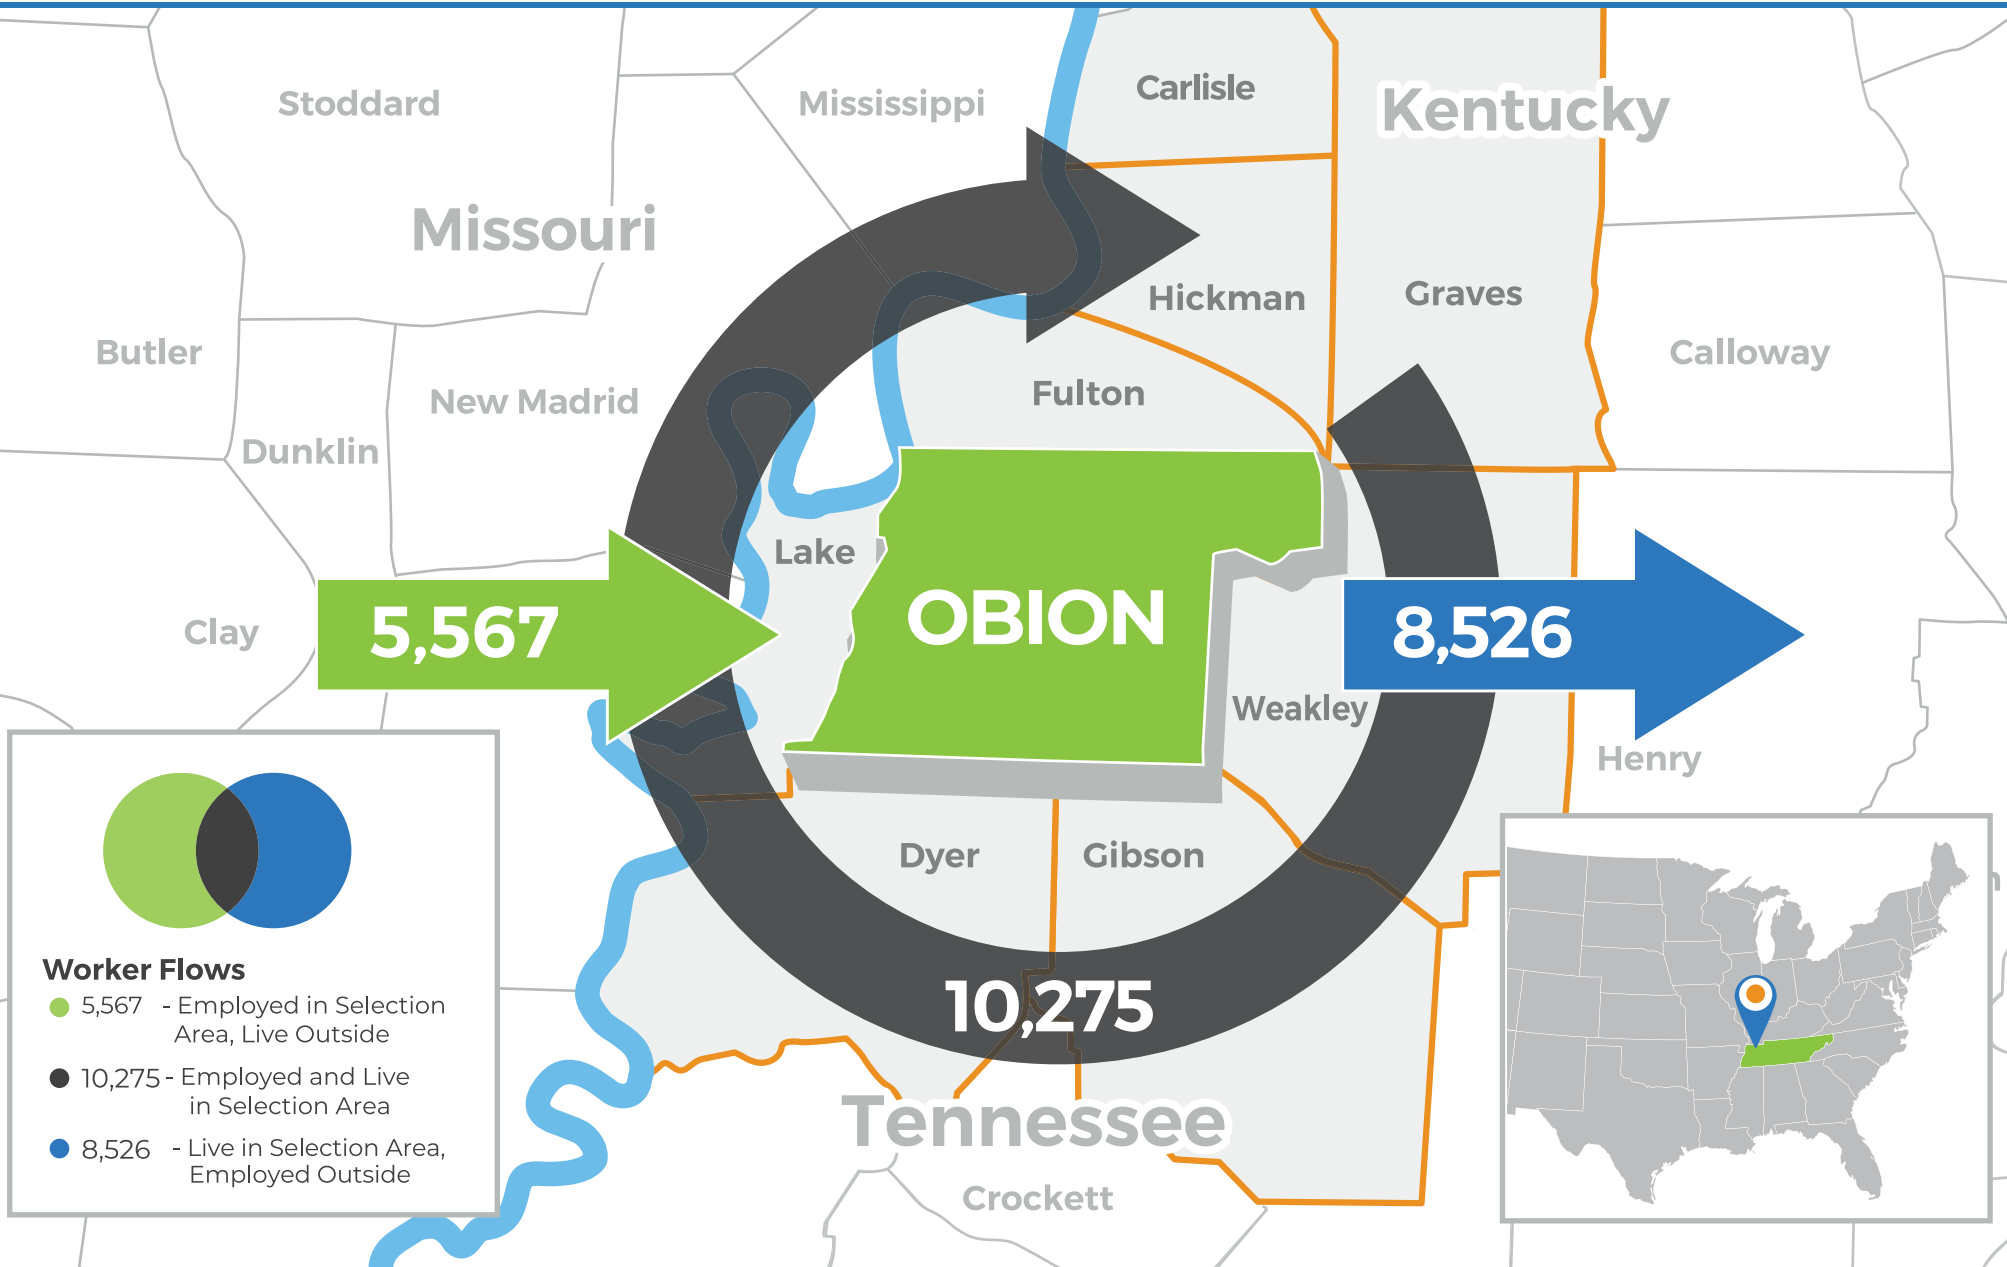 Carlisle
Kentucky
Stoddard
Mississippi
Missouri
Hickman
Graves
Butler
Calloway
New Madrid
Fulton
Dunklin
Lake
OBION
5,567
8,526
Clay
Weakley
Henry
Dyer
Gibson
10,275
Tennessee
Crockett
Worker Flows
5,567 - Employed in Selection
Area, Live Outside
10,275 - Employed and Live
in Selection Area
8,526 - Live in Selection Area,
Employed Outside